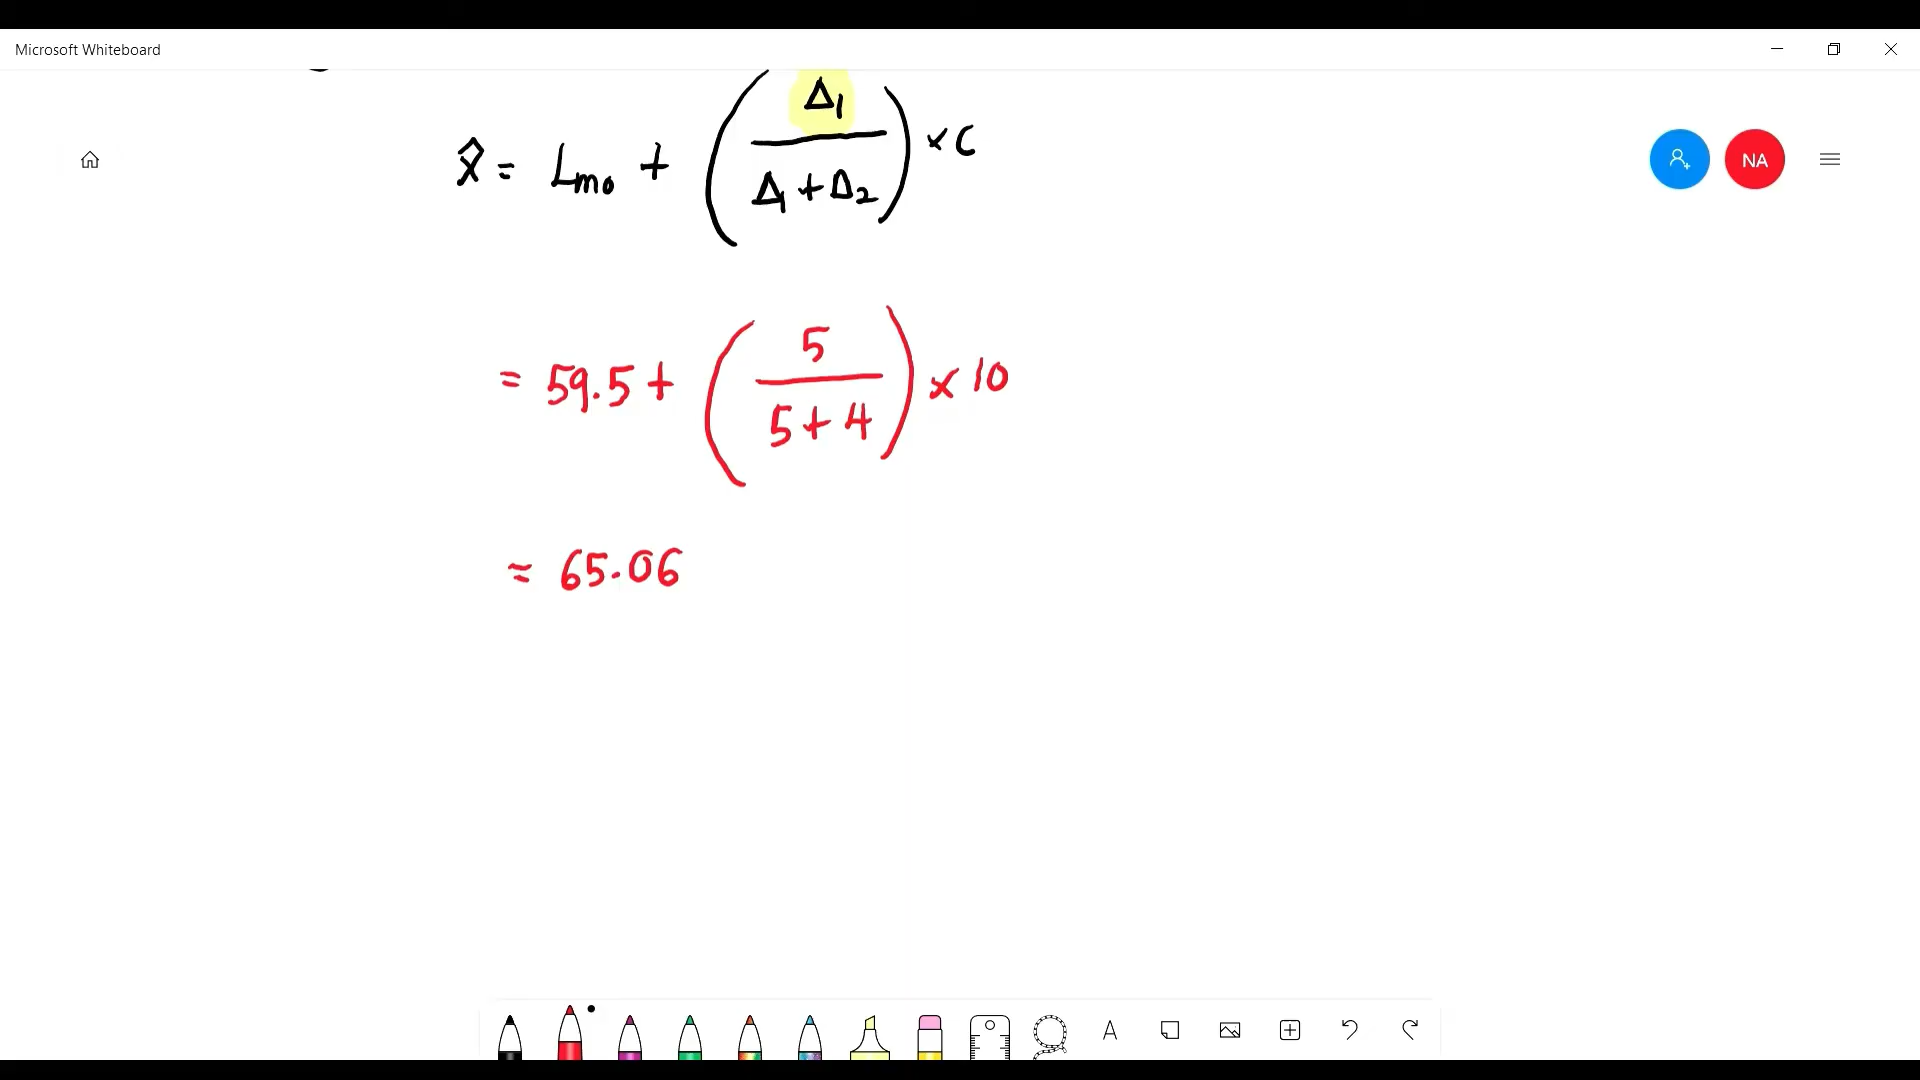 Microsoft Whiteboard
x̂ = Lmo + (Δ1 / Δ1 + Δ2) × C
NA
= 59.5 + (5 / 5 + 4) × 10
≈ 65.06
A